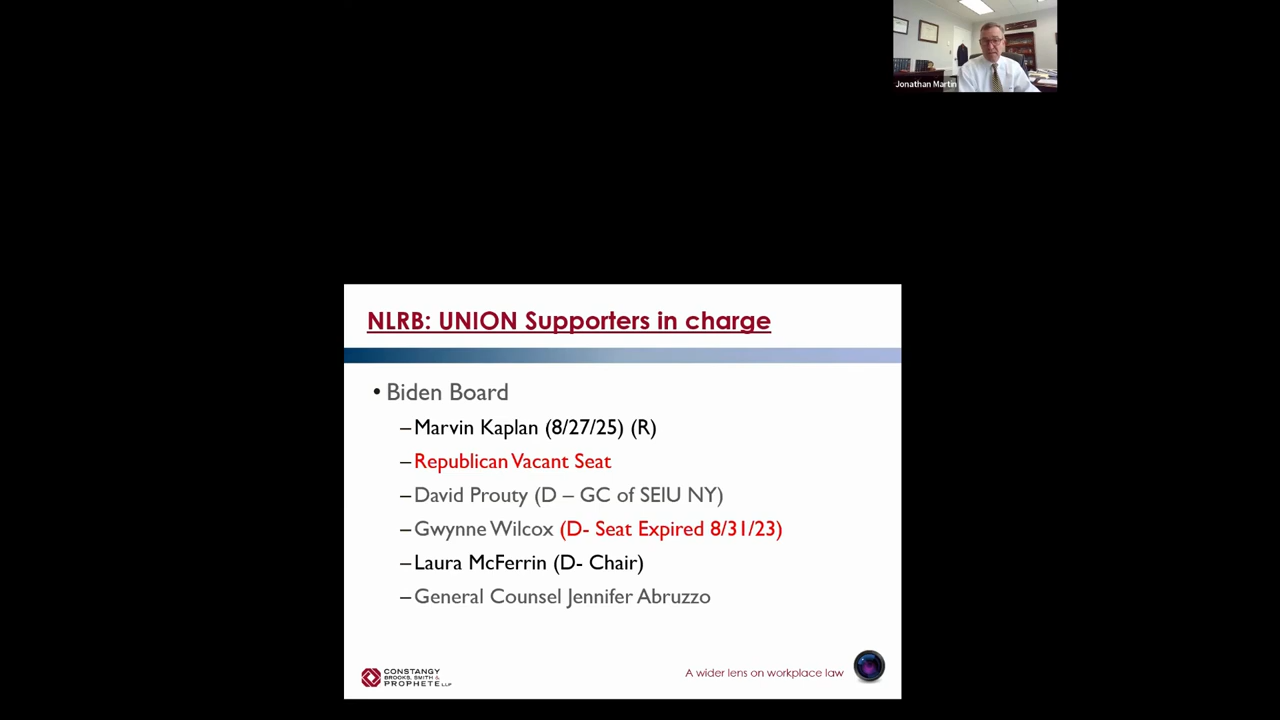 Jonathan Martin
NLRB: UNION Supporters in charge
• Biden Board
–Marvin Kaplan (8/27/25) (R)
–Republican Vacant Seat
–David Prouty (D – GC of SEIU NY)
–Gwynne Wilcox (D- Seat Expired 8/31/23)
–Laura McFerrin (D- Chair)
–General Counsel Jennifer Abruzzo
CONSTANGY
BROOKS, SMITH &
PROPHETE LLP
A wider lens on workplace law